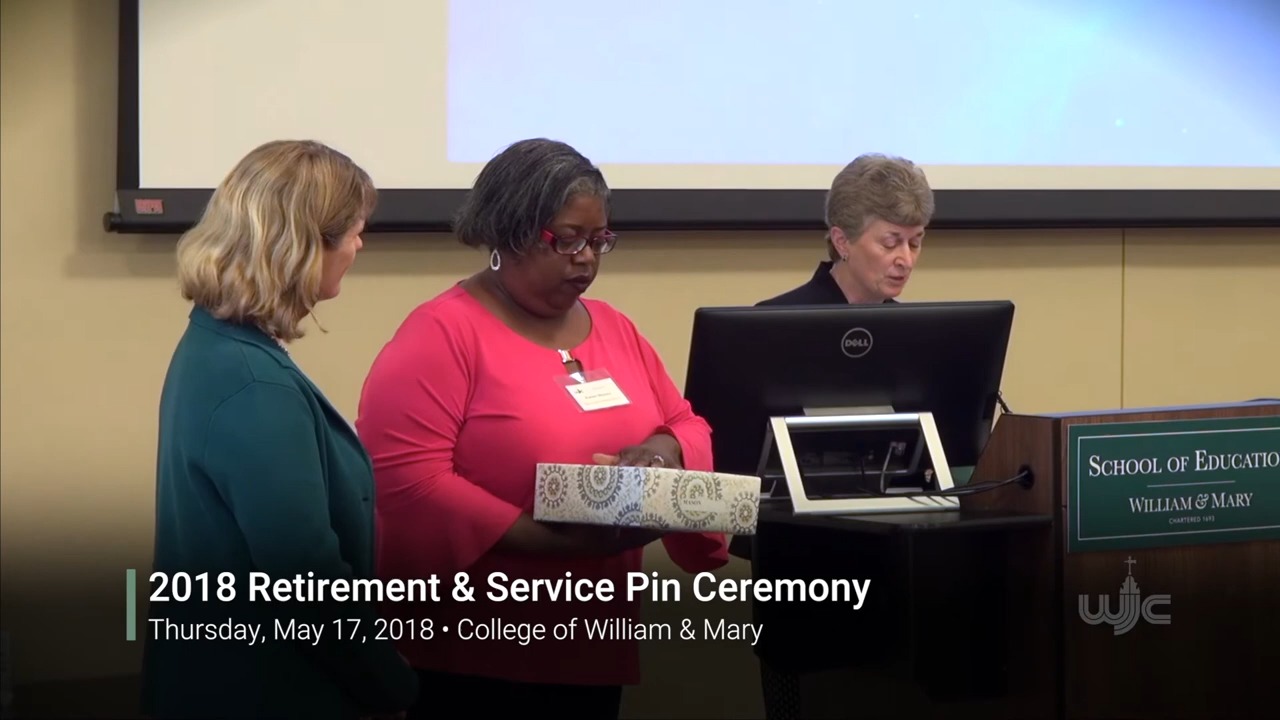 DELL
SCHOOL OF EDUCATIO
WILLIAM & MARY
CHARTERED 1693
2018 Retirement & Service Pin Ceremony
Thursday, May 17, 2018 • College of William & Mary
WJCC